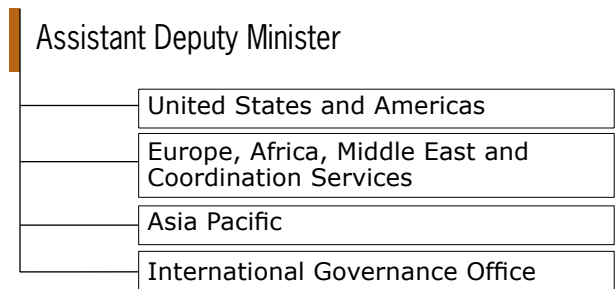 Assistant Deputy Minister
United States and Americas
Europe, Africa, Middle East and
Coordination Services
Asia Pacific
International Governance Office